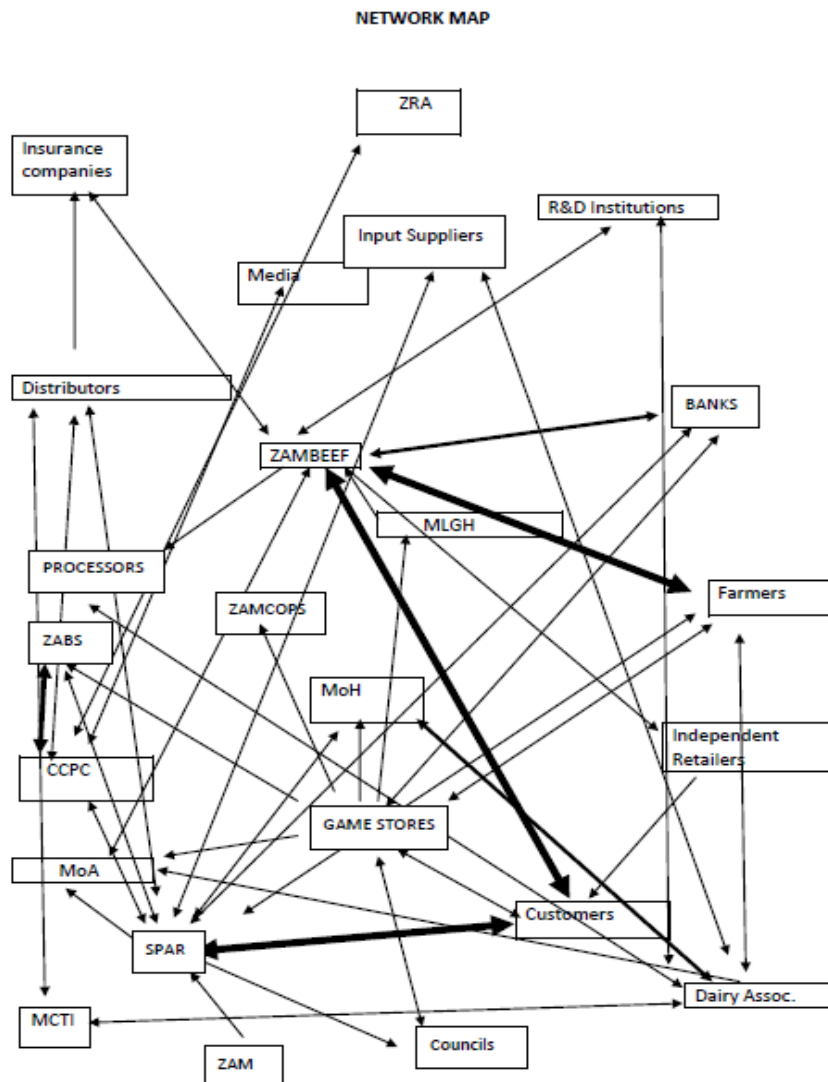 NETWORK MAP
ZRA
Insurance
companies
R&D Institutions
Input Suppliers
Media
Distributors
BANKS
ZAMBEEF
MLGH
PROCESSORS
Farmers
ZAMCOPS
ZABS
MoH
Independent
Retailers
CCPC
GAME STORES
MoA
Customers
SPAR
Dairy Assoc.
MCTI
Councils
ZAM